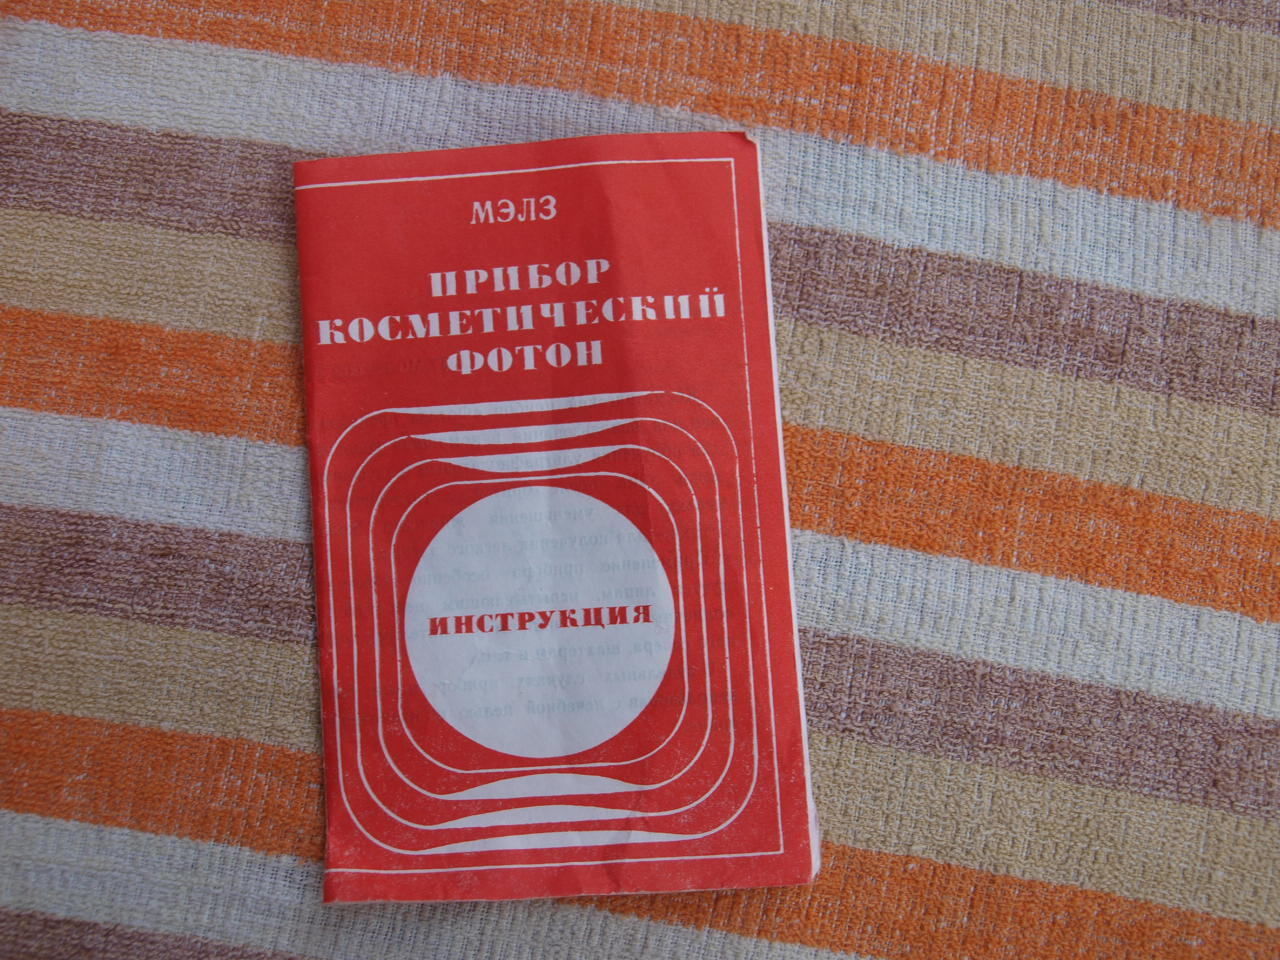 МЭЛЗ
ПРИБОР
КОСМЕТИЧЕСКИЙ
ФОТОН
ИНСТРУКЦИЯ